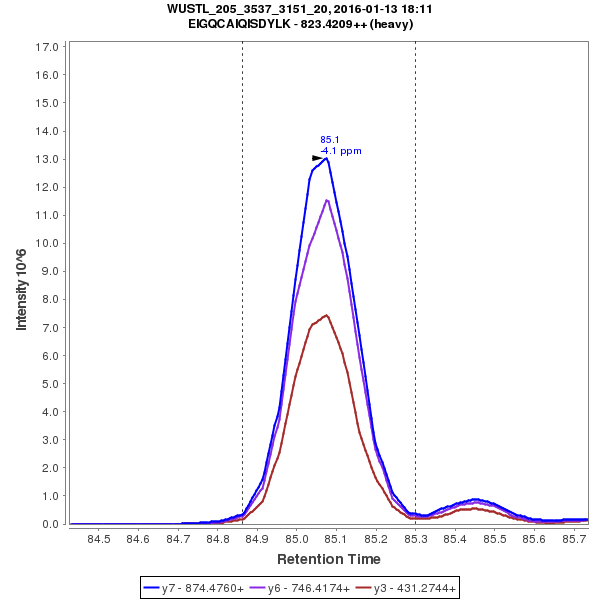 WUSTL_205_3537_3151_20, 2016-01-13 18:11
EIGQCAIQISDYLK - 823.4209++ (heavy)
17.0
16.0
15.0
14.0
13.0
12.0
11.0
10.0
9.0
8.0
7.0
6.0
5.0
4.0
3.0
2.0
1.0
0.0
Intensity 10^6
85.1
-4.1 ppm
84.5 84.6 84.7 84.8 84.9 85.0 85.1 85.2 85.3 85.4 85.5 85.6 85.7
Retention Time
y7 - 874.4760+ y6 - 746.4174+ y3 - 431.2744+